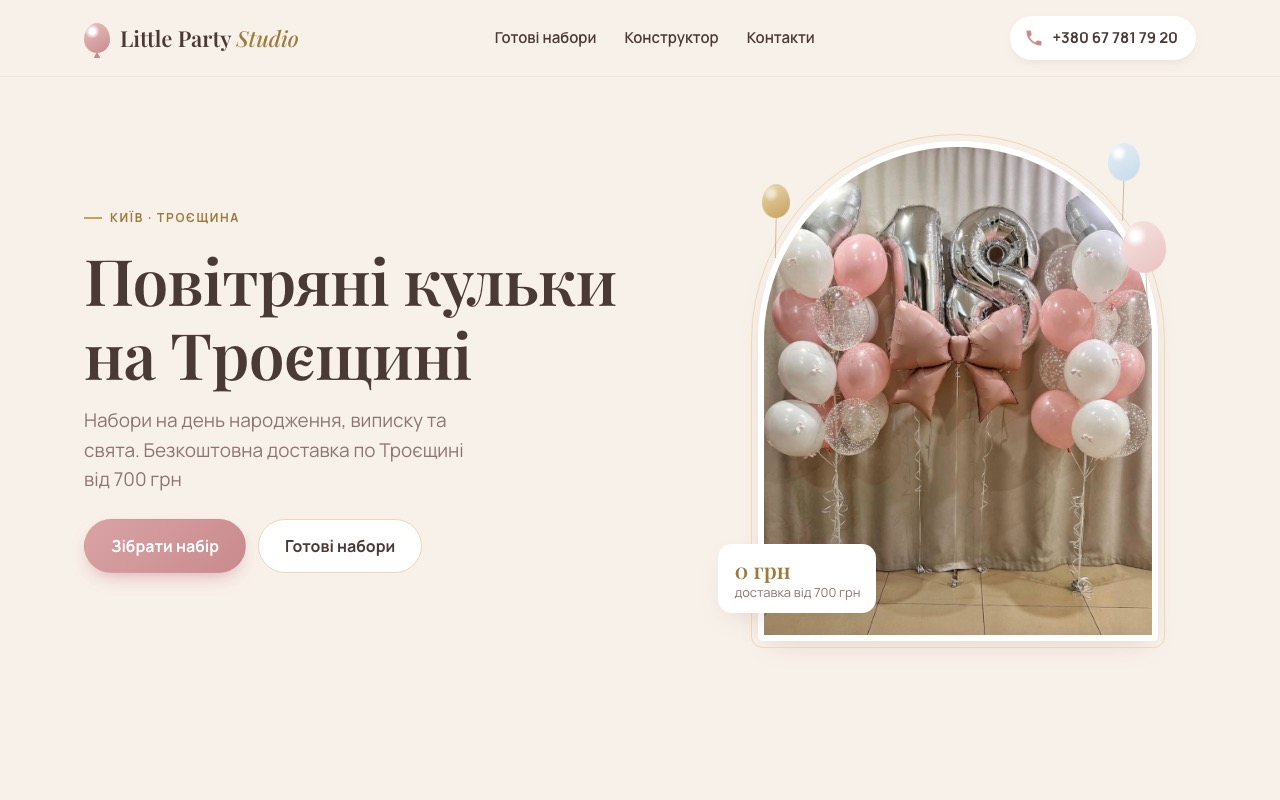 Little Party Studio
Готові набори
Конструктор
Контакти
+380 67 781 79 20
КИЇВ · ТРОЄЩИНА
Повітряні кульки
на Троєщині
Набори на день народження, виписку та
свята. Безкоштовна доставка по Троєщині
від 700 грн
Зібрати набір
Готові набори
18
0 грн
доставка від 700 грн